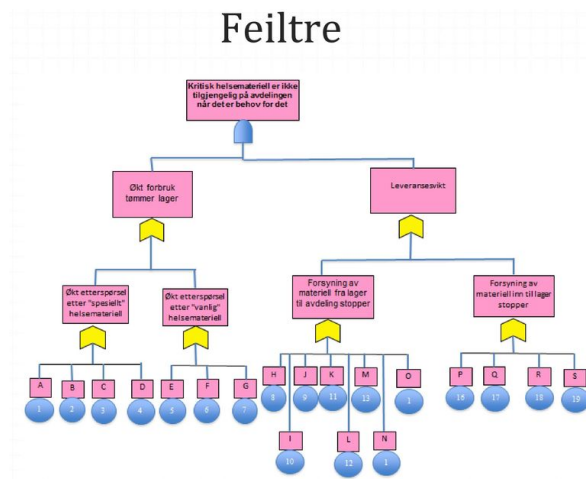 Feiltre
Kritisk helsemateriell er ikke
tilgjengelig på avdelingen
når det er behov for det
Økt forbruk
tømmer lager
Leveransesvikt
Økt etterspørsel
etter "spesiellt"
helsemateriell
Økt etterspørsel
etter "vanlig"
helsemateriell
Forsyning av
materiell fra lager
til avdeling stopper
Forsyning av
materiell inn til lager
stopper
A B C D E F G H J K M O P Q R S
1 2 3 4 5 6 7 8 9 11 13 1 16 17 18 19
I L N
10 12 1